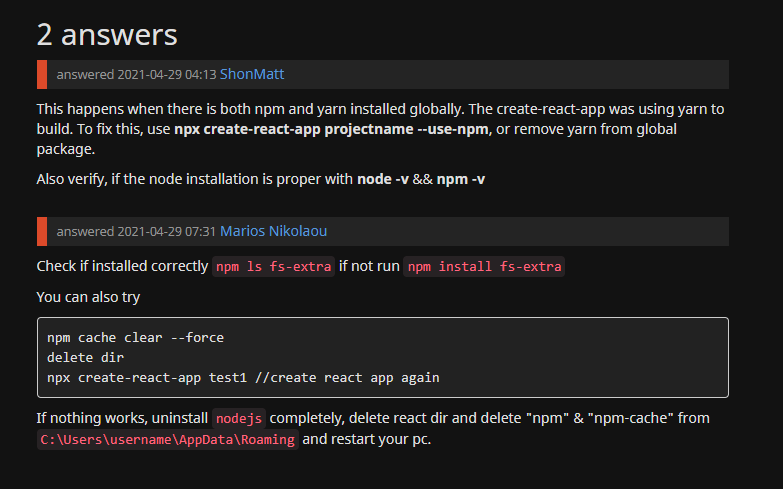 2 answers
answered 2021-04-29 04:13 ShonMatt
This happens when there is both npm and yarn installed globally. The create-react-app was using yarn to
build. To fix this, use npx create-react-app projectname --use-npm, or remove yarn from global
package.
Also verify, if the node installation is proper with node -v && npm -v
answered 2021-04-29 07:31 Marios Nikolaou
Check if installed correctly npm ls fs-extra if not run npm install fs-extra
You can also try
npm cache clear --force
delete dir
npx create-react-app test1 //create react app again
If nothing works, uninstall nodejs completely, delete react dir and delete "npm" & "npm-cache" from
C:\Users\username\AppData\Roaming and restart your pc.